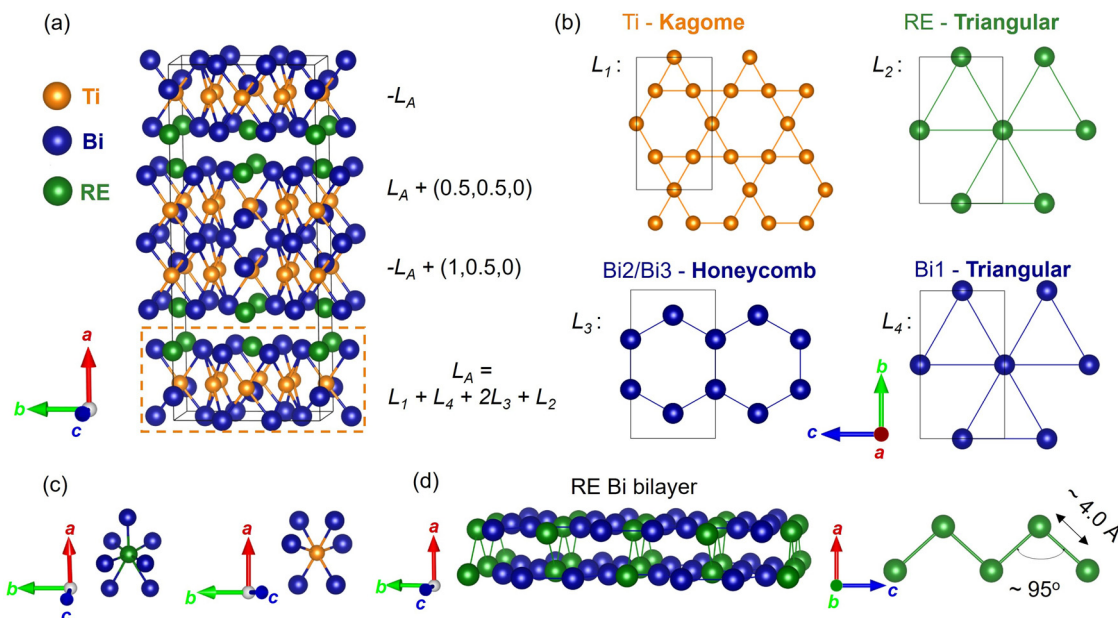 (a)
Ti
Bi
RE
-L_A
L_A + (0.5,0.5,0)
-L_A + (1,0.5,0)
L_A =
L_1 + L_4 + 2L_3 + L_2
a
b
c
(b)
Ti - Kagome
L_1 :
RE - Triangular
L_2 :
Bi2/Bi3 - Honeycomb
L_3 :
Bi1 - Triangular
L_4 :
b
c
a
(c)
a
b
c
a
b
c
(d)
RE Bi bilayer
a
b
c
a
b
c
~ 4.0 Å
~ 95º